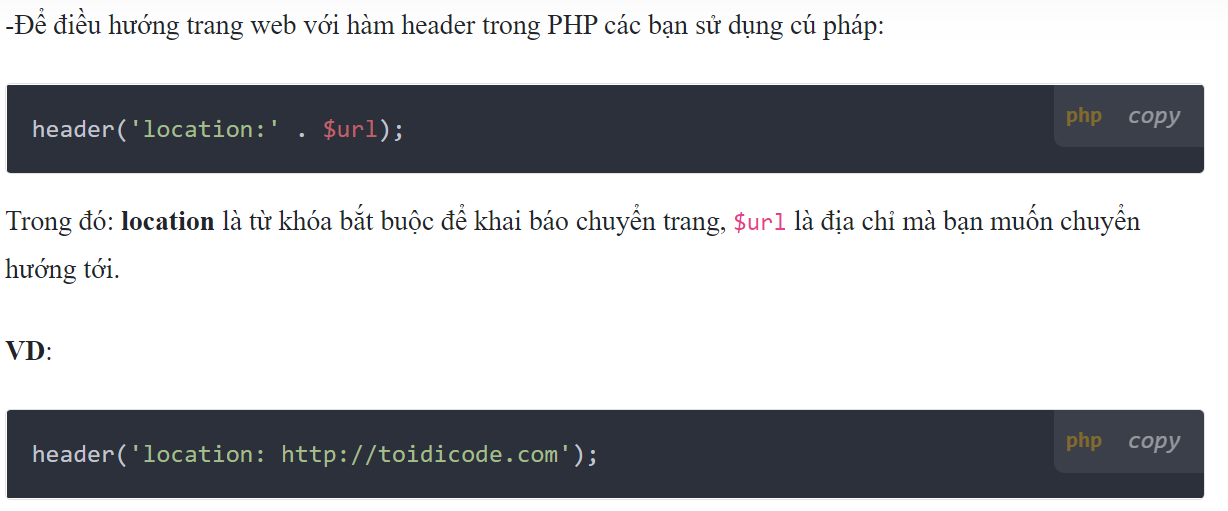 -Để điều hướng trang web với hàm header trong PHP các bạn sử dụng cú pháp:
php copy
header('location:' . $url);
Trong đó: location là từ khóa bắt buộc để khai báo chuyển trang, $url là địa chỉ mà bạn muốn chuyển
hướng tới.
VD:
php copy
header('location: http://toidicode.com');